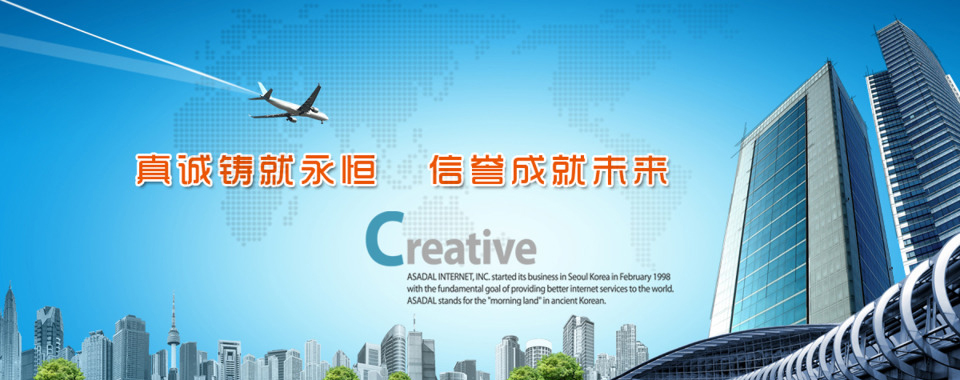 真诚铸就永恒 信誉成就未来
Creative
ASADAL INTERNET, INC. started its business in Seoul Korea in February 1998
with the fundamental goal of providing better internet services to the world.
ASADAL stands for the "morning land" in ancient Korean.